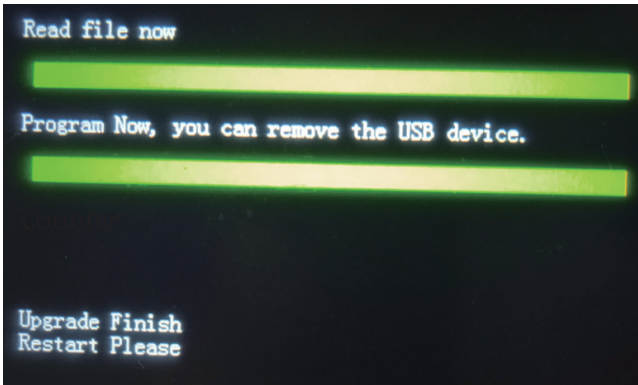 Read file now
Program Now, you can remove the USB device.
Upgrade Finish
Restart Please